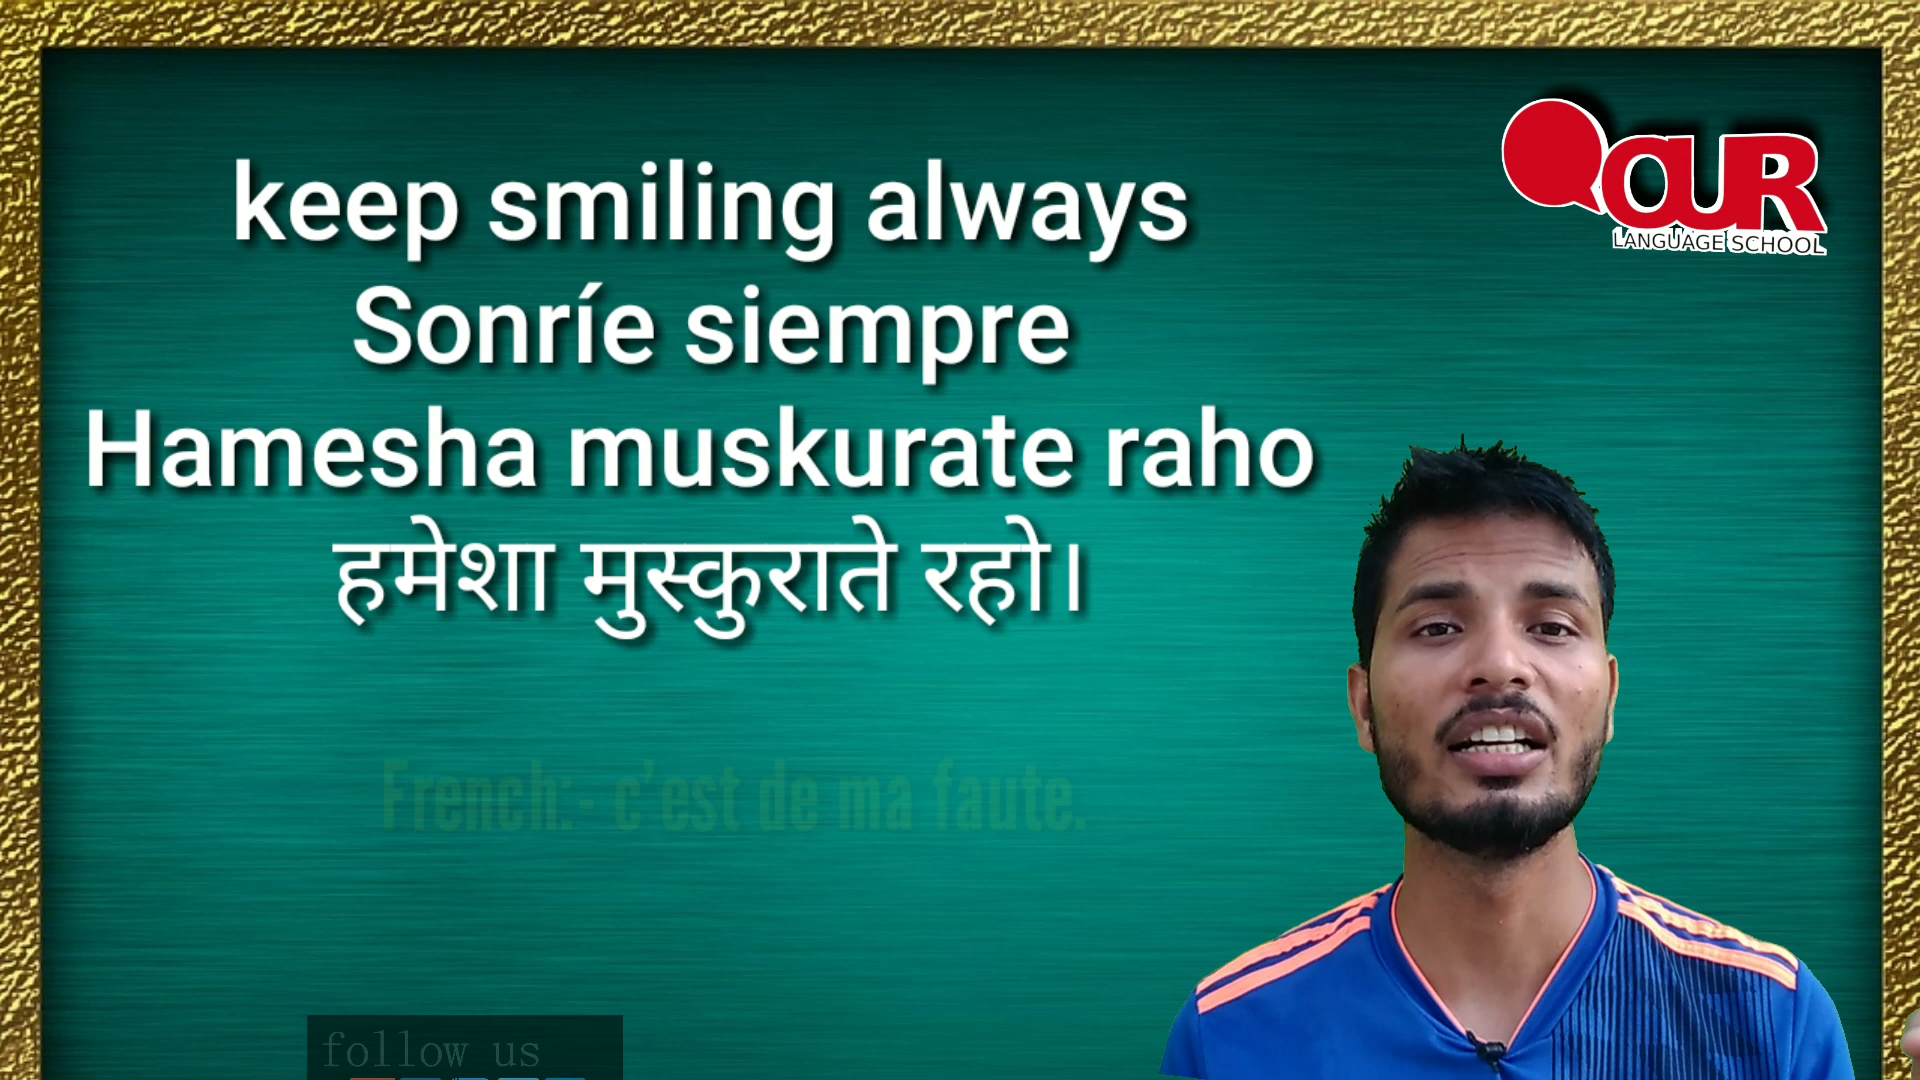 keep smiling always
Sonríe siempre
Hamesha muskurate raho
हमेशा मुस्कुराते रहो।
OUR
LANGUAGE SCHOOL
French:- c'est de ma faute.
follow us